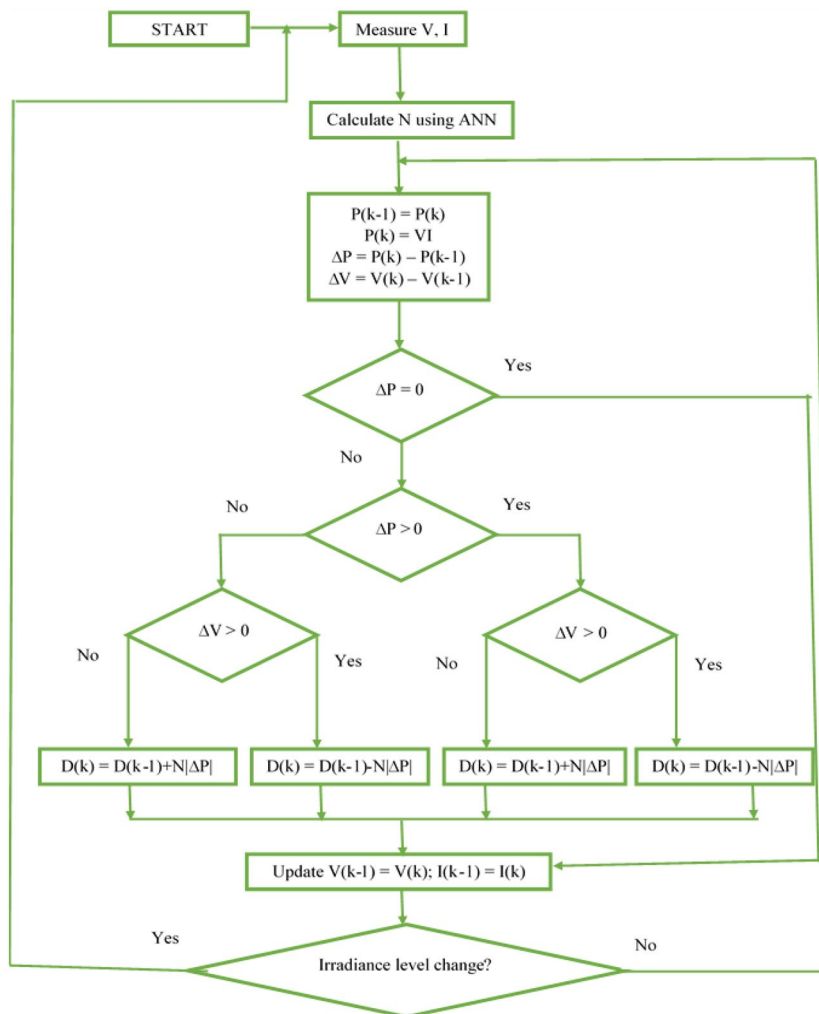 START
Measure V, I
Calculate N using ANN
P(k-1) = P(k)
P(k) = VI
ΔP = P(k) – P(k-1)
ΔV = V(k) – V(k-1)
ΔP = 0
Yes
No
ΔP > 0
No
Yes
ΔV > 0
No
Yes
ΔV > 0
No
Yes
D(k) = D(k-1)+N|ΔP|
D(k) = D(k-1)-N|ΔP|
D(k) = D(k-1)+N|ΔP|
D(k) = D(k-1)-N|ΔP|
Update V(k-1) = V(k); I(k-1) = I(k)
Irradiance level change?
Yes
No